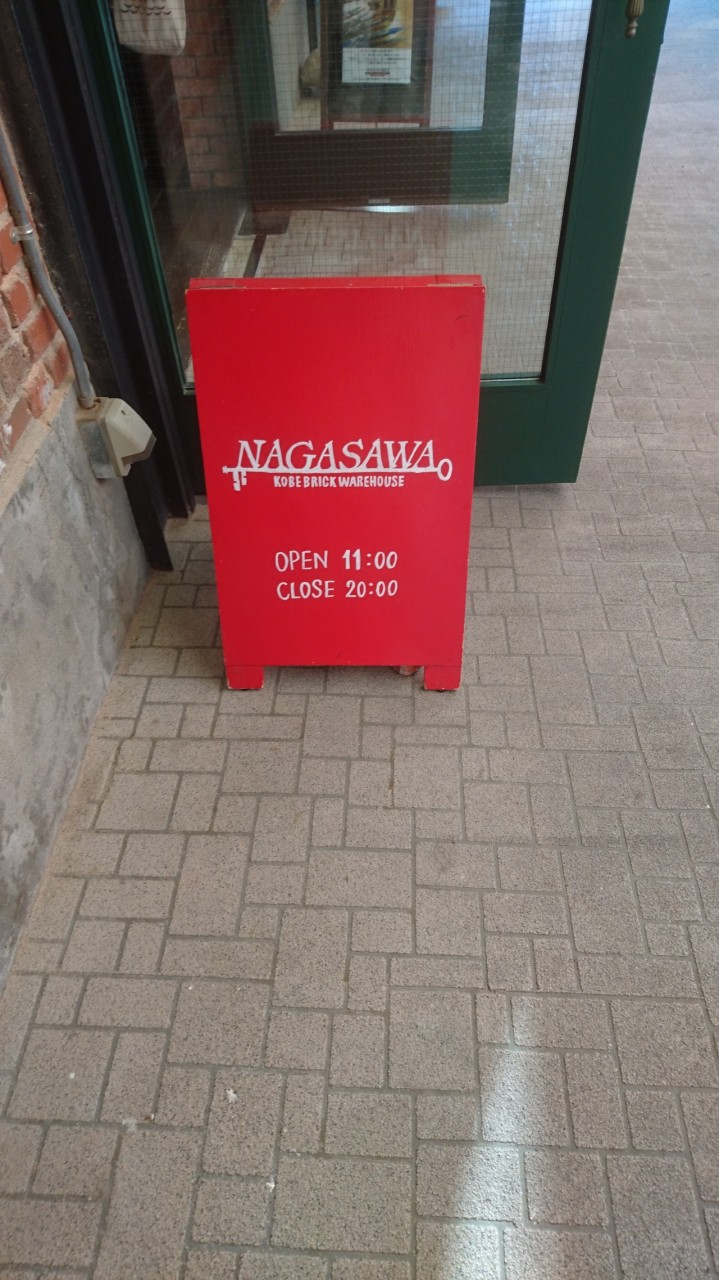 NAGASAWA
KOBE BRICK WAREHOUSE
OPEN 11:00
CLOSE 20:00